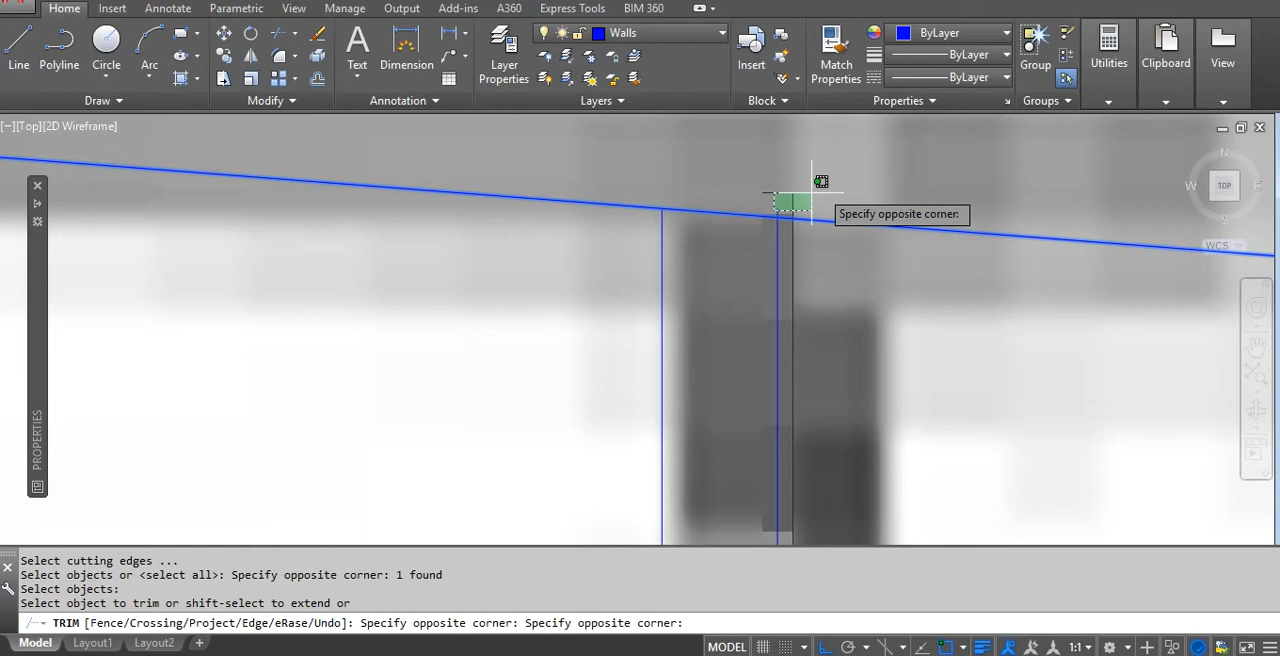 Home Insert Annotate Parametric View Manage Output Add-ins A360 Express Tools BIM 360
Line Polyline Circle Arc
Text Dimension
Layer Properties
Walls
Insert
Match Properties
ByLayer
ByLayer
ByLayer
Group Utilities Clipboard View
Draw Modify Annotation Layers Block Properties Groups
[−][Top][2D Wireframe]
N
W TOP E
S
WCS
Specify opposite corner:
PROPERTIES
Select cutting edges ...
Select objects or <select all>: Specify opposite corner: 1 found
Select objects:
Select object to trim or shift-select to extend or
TRIM [Fence/Crossing/Project/Edge/eRase/Undo]: Specify opposite corner: Specify opposite corner:
Model Layout1 Layout2 +
MODEL 1:1